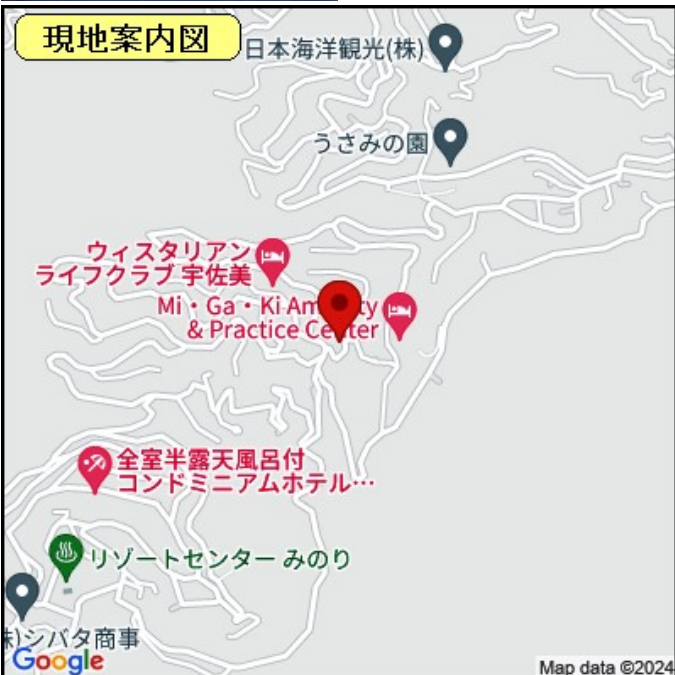 現地案内図
日本海洋観光(株)
うさみの園
ウィスタリアン
ライフクラブ 宇佐美
Mi・Ga・Ki
& Practice
全室半露天風呂付
コンドミニアムホテル…
リゾートセンター みのり
株)シバタ商事
Google
Map data ©2024